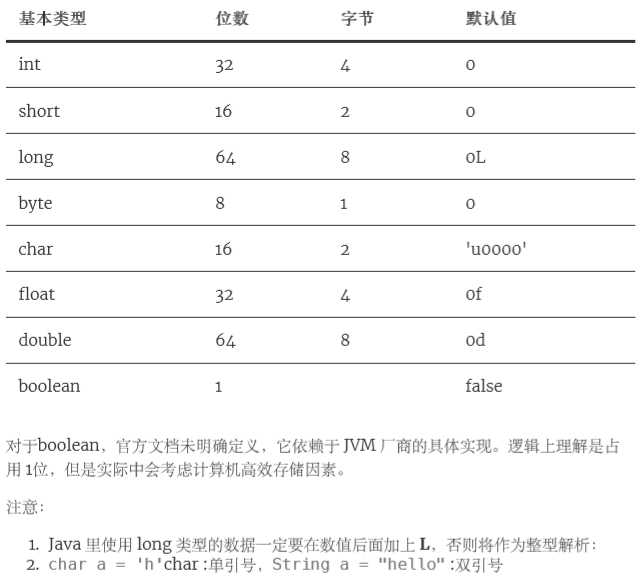 基本类型 位数 字节 默认值
int 32 4 0
short 16 2 0
long 64 8 0L
byte 8 1 0
char 16 2 'u0000'
float 32 4 0f
double 64 8 0d
boolean 1 false
对于boolean，官方文档未明确定义，它依赖于 JVM 厂商的具体实现。逻辑上理解是占
用 1位，但是实际中会考虑计算机高效存储因素。
注意：
1. Java 里使用 long 类型的数据一定要在数值后面加上 L，否则将作为整型解析：
2. char a = 'h'char :单引号，String a = "hello" :双引号